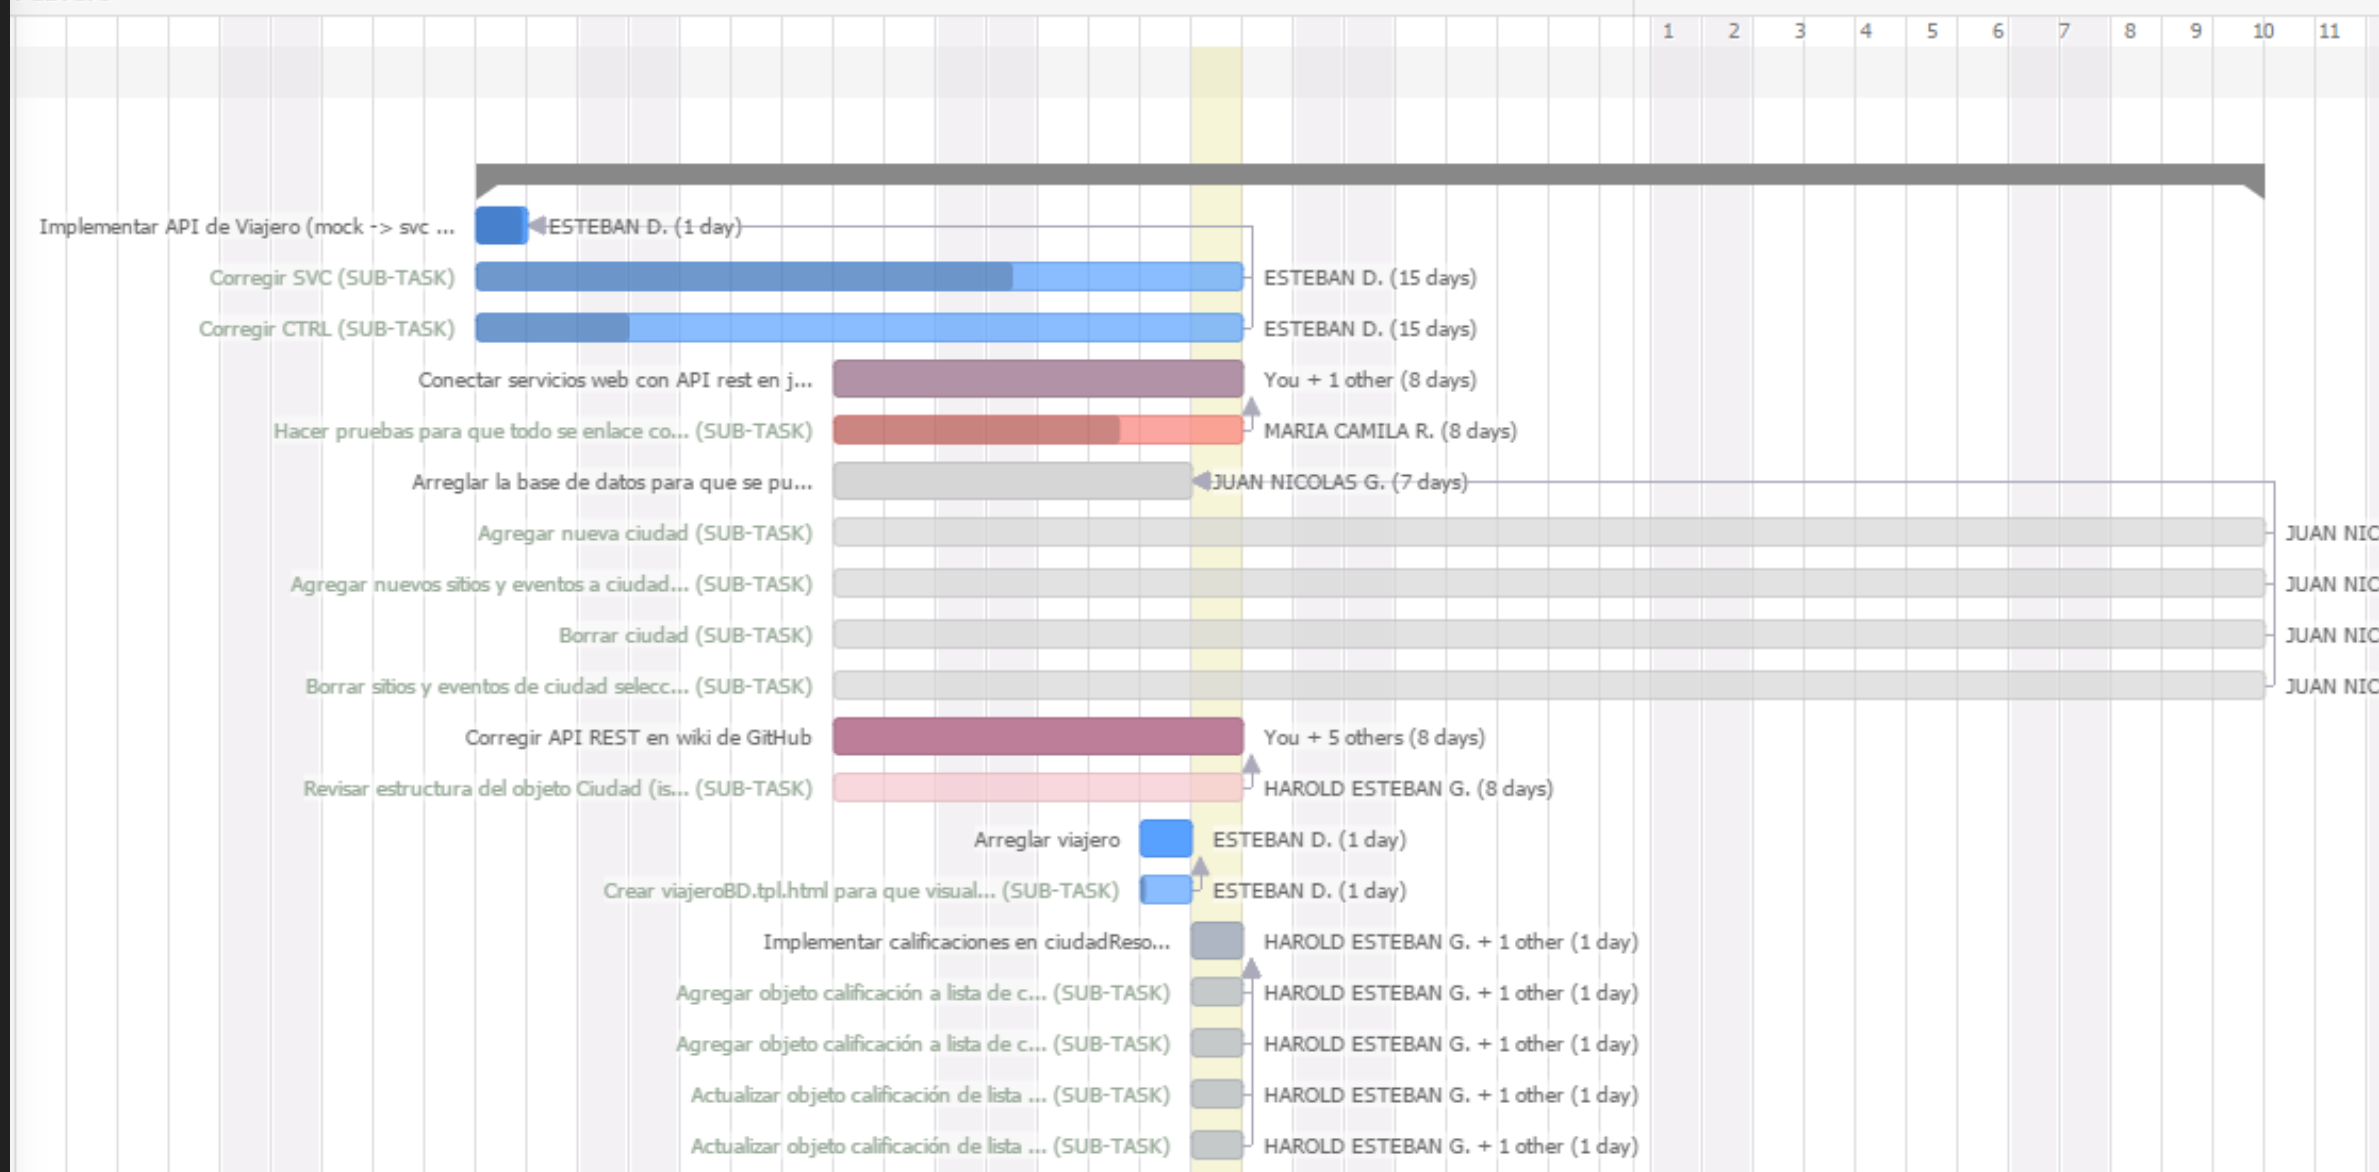 1 2 3 4 5 6 7 8 9 10 11
Implementar API de Viajero (mock -> svc ... ESTEBAN D. (1 day)
Corregir SVC (SUB-TASK) ESTEBAN D. (15 days)
Corregir CTRL (SUB-TASK) ESTEBAN D. (15 days)
Conectar servicios web con API rest en j... You + 1 other (8 days)
Hacer pruebas para que todo se enlace co... (SUB-TASK) MARIA CAMILA R. (8 days)
Arreglar la base de datos para que se pu... JUAN NICOLAS G. (7 days)
Agregar nueva ciudad (SUB-TASK) JUAN NIC
Agregar nuevos sitios y eventos a ciudad... (SUB-TASK) JUAN NIC
Borrar ciudad (SUB-TASK) JUAN NIC
Borrar sitios y eventos de ciudad selecc... (SUB-TASK) JUAN NIC
Corregir API REST en wiki de GitHub You + 5 others (8 days)
Revisar estructura del objeto Ciudad (is... (SUB-TASK) HAROLD ESTEBAN G. (8 days)
Arreglar viajero ESTEBAN D. (1 day)
Crear viajeroBD.tpl.html para que visual... (SUB-TASK) ESTEBAN D. (1 day)
Implementar calificaciones en ciudadReso... HAROLD ESTEBAN G. + 1 other (1 day)
Agregar objeto calificación a lista de c... (SUB-TASK) HAROLD ESTEBAN G. + 1 other (1 day)
Agregar objeto calificación a lista de c... (SUB-TASK) HAROLD ESTEBAN G. + 1 other (1 day)
Actualizar objeto calificación de lista ... (SUB-TASK) HAROLD ESTEBAN G. + 1 other (1 day)
Actualizar objeto calificación de lista ... (SUB-TASK) HAROLD ESTEBAN G. + 1 other (1 day)